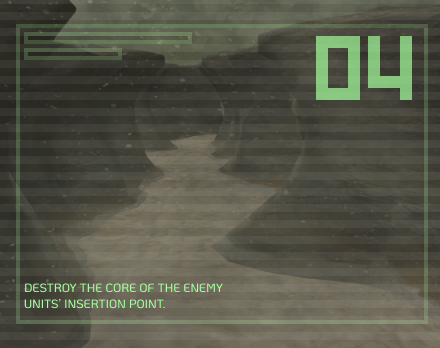 04
DESTROY THE CORE OF THE ENEMY
UNITS' INSERTION POINT.